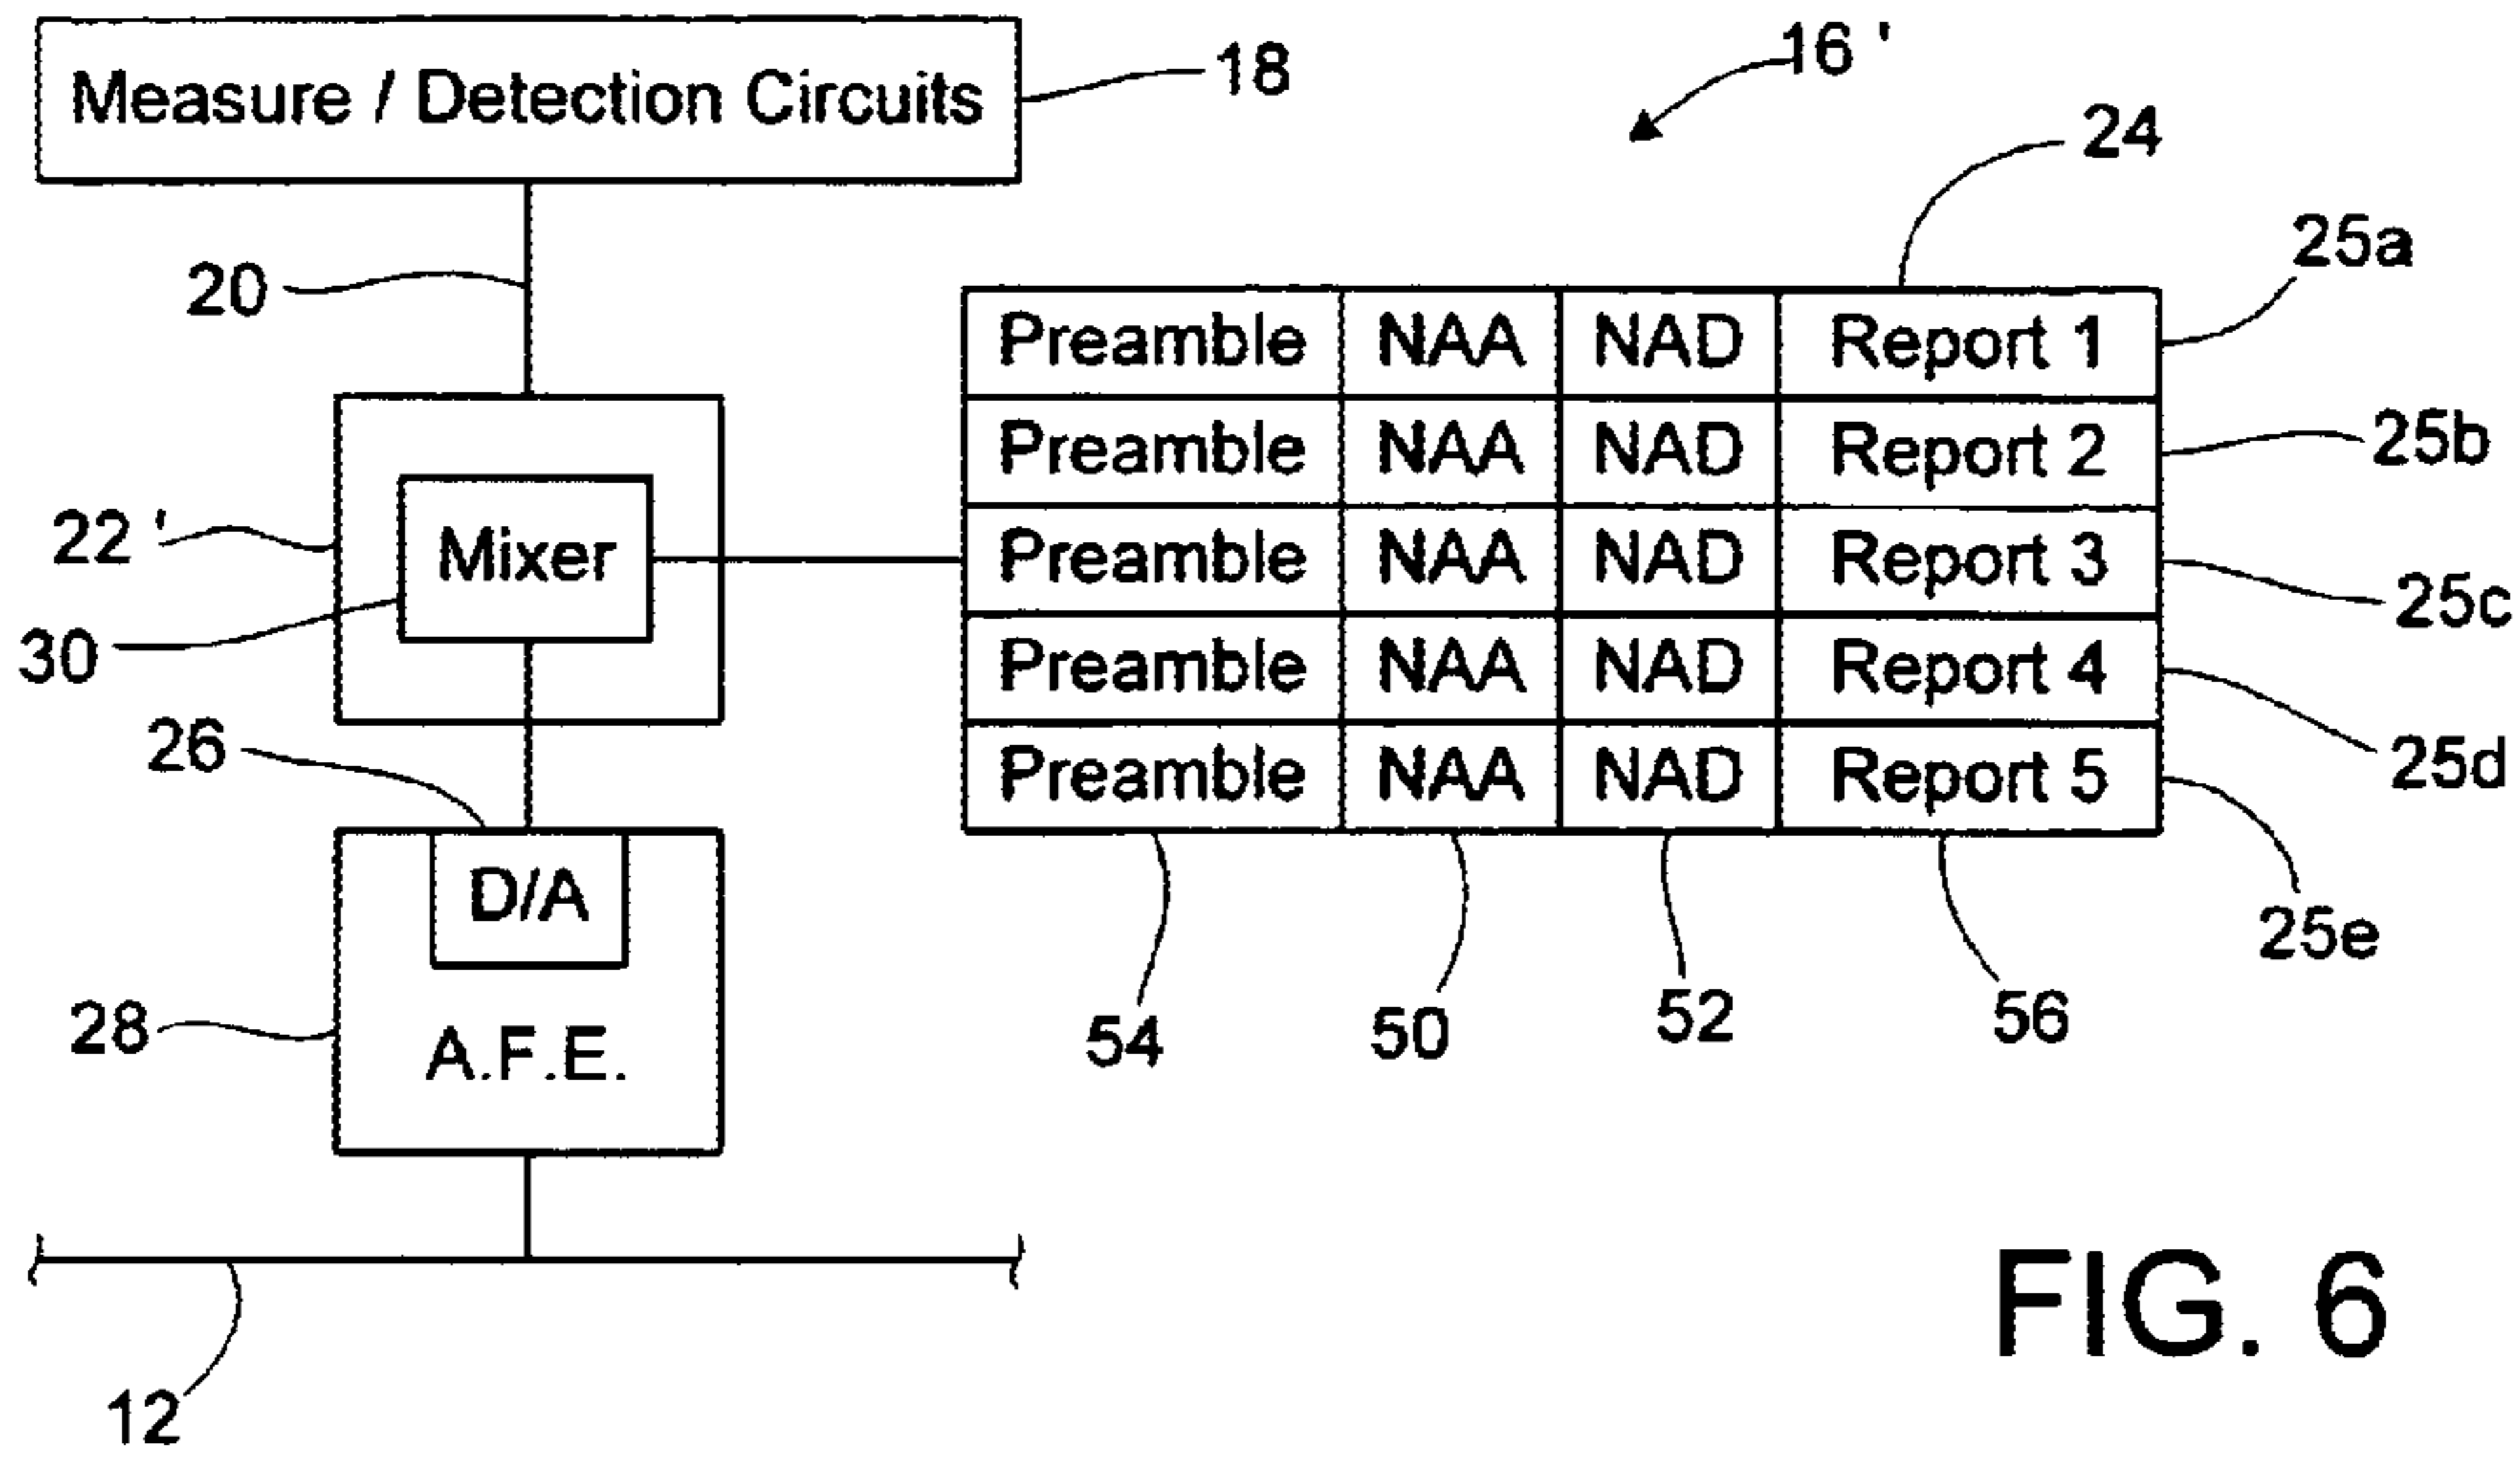 Measure / Detection Circuits
18
16 '
24
25a
20
Preamble NAA NAD Report 1
Preamble NAA NAD Report 2
25b
22 '
Mixer
Preamble NAA NAD Report 3
25c
30
Preamble NAA NAD Report 4
26
25d
Preamble NAA NAD Report 5
D/A
25e
28
A.F.E.
54
50
52
56
12
FIG. 6